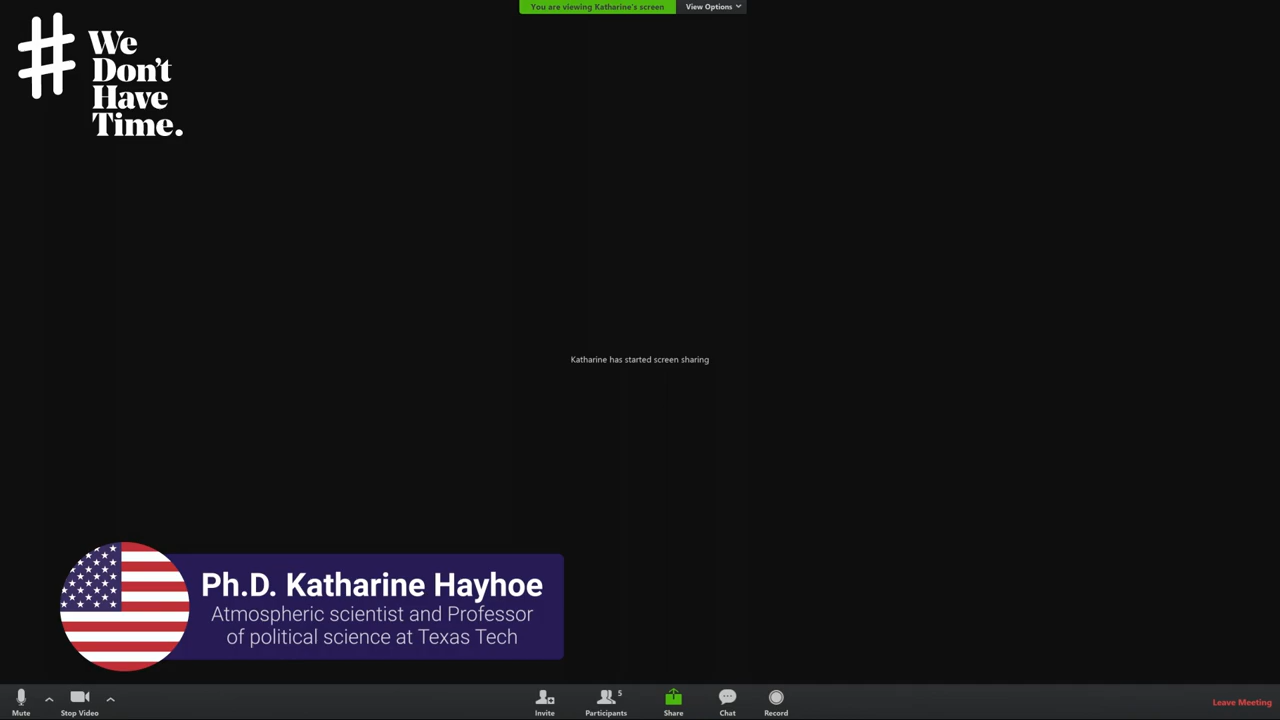 You are viewing Katharine's screen
View Options
We
Don't
Have
Time.
Katharine has started screen sharing
Ph.D. Katharine Hayhoe
Atmospheric scientist and Professor
of political science at Texas Tech
Mute
Stop Video
Invite
5
Participants
Share
Chat
Record
Leave Meeting